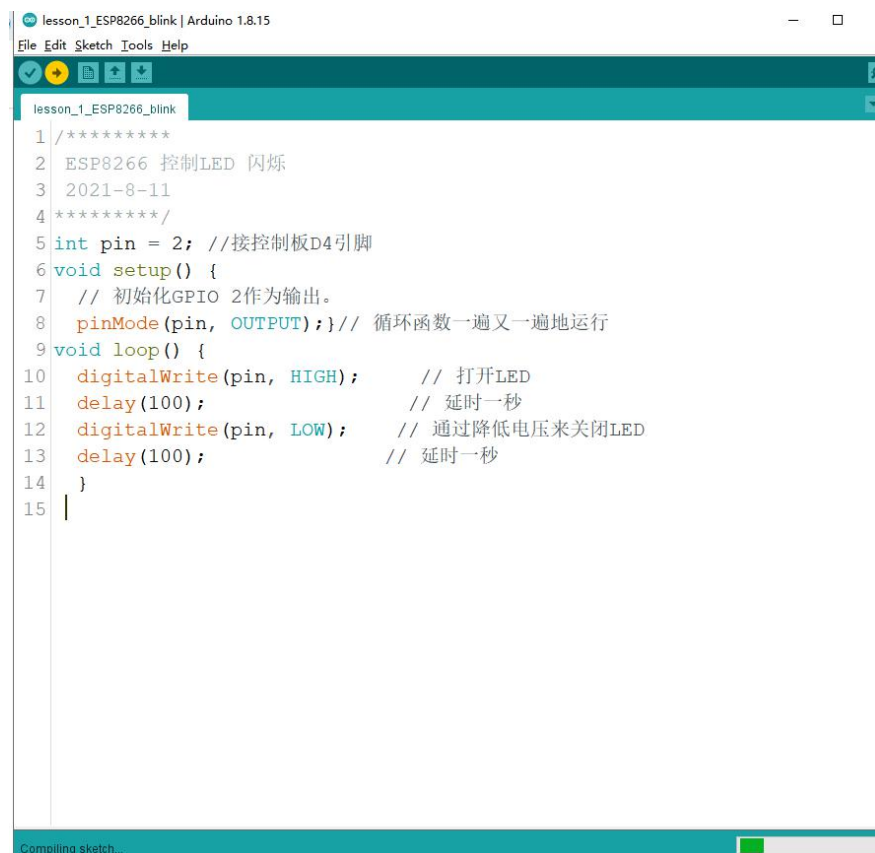 lesson_1_ESP8266_blink | Arduino 1.8.15
File Edit Sketch Tools Help
lesson_1_ESP8266_blink
1 /*********
2 ESP8266 控制LED 闪烁
3 2021-8-11
4 *********/
5 int pin = 2; //接控制板D4引脚
6 void setup() {
7 // 初始化GPIO 2作为输出。
8 pinMode(pin, OUTPUT);}// 循环函数一遍又一遍地运行
9 void loop() {
10 digitalWrite(pin, HIGH); // 打开LED
11 delay(100); // 延时一秒
12 digitalWrite(pin, LOW); // 通过降低电压来关闭LED
13 delay(100); // 延时一秒
14 }
15
Compiling sketch...